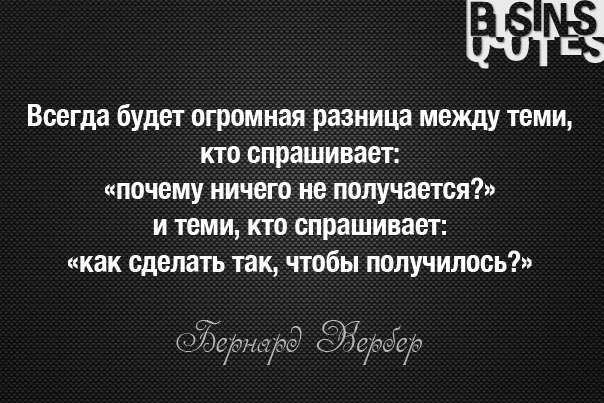 BUSINESS
QUOTES
Всегда будет огромная разница между теми,
кто спрашивает:
«почему ничего не получается?»
и теми, кто спрашивает:
«как сделать так, чтобы получилось?»
Бернард Вербер